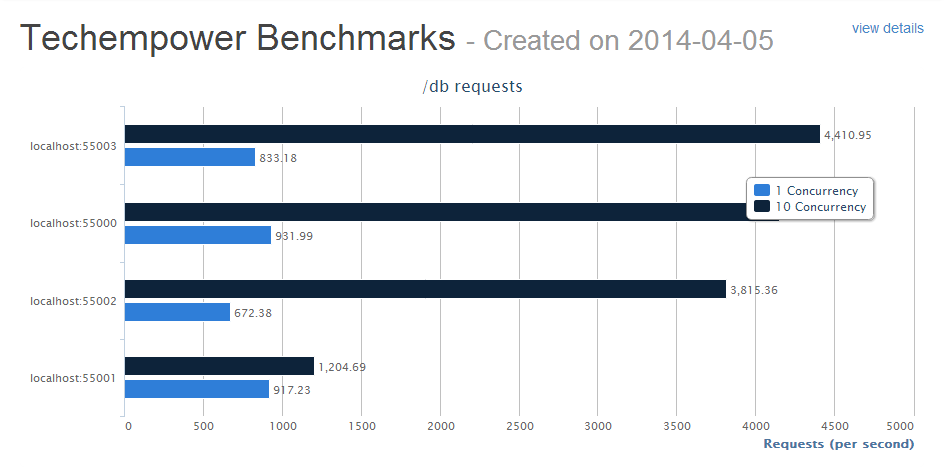 Techempower Benchmarks - Created on 2014-04-05
view details
/db requests
localhost:55003
4,410.95
833.18
1 Concurrency
10 Concurrency
localhost:55000
931.99
localhost:55002
3,815.36
672.38
localhost:55001
1,204.69
917.23
0 500 1000 1500 2000 2500 3000 3500 4000 4500 5000
Requests (per second)